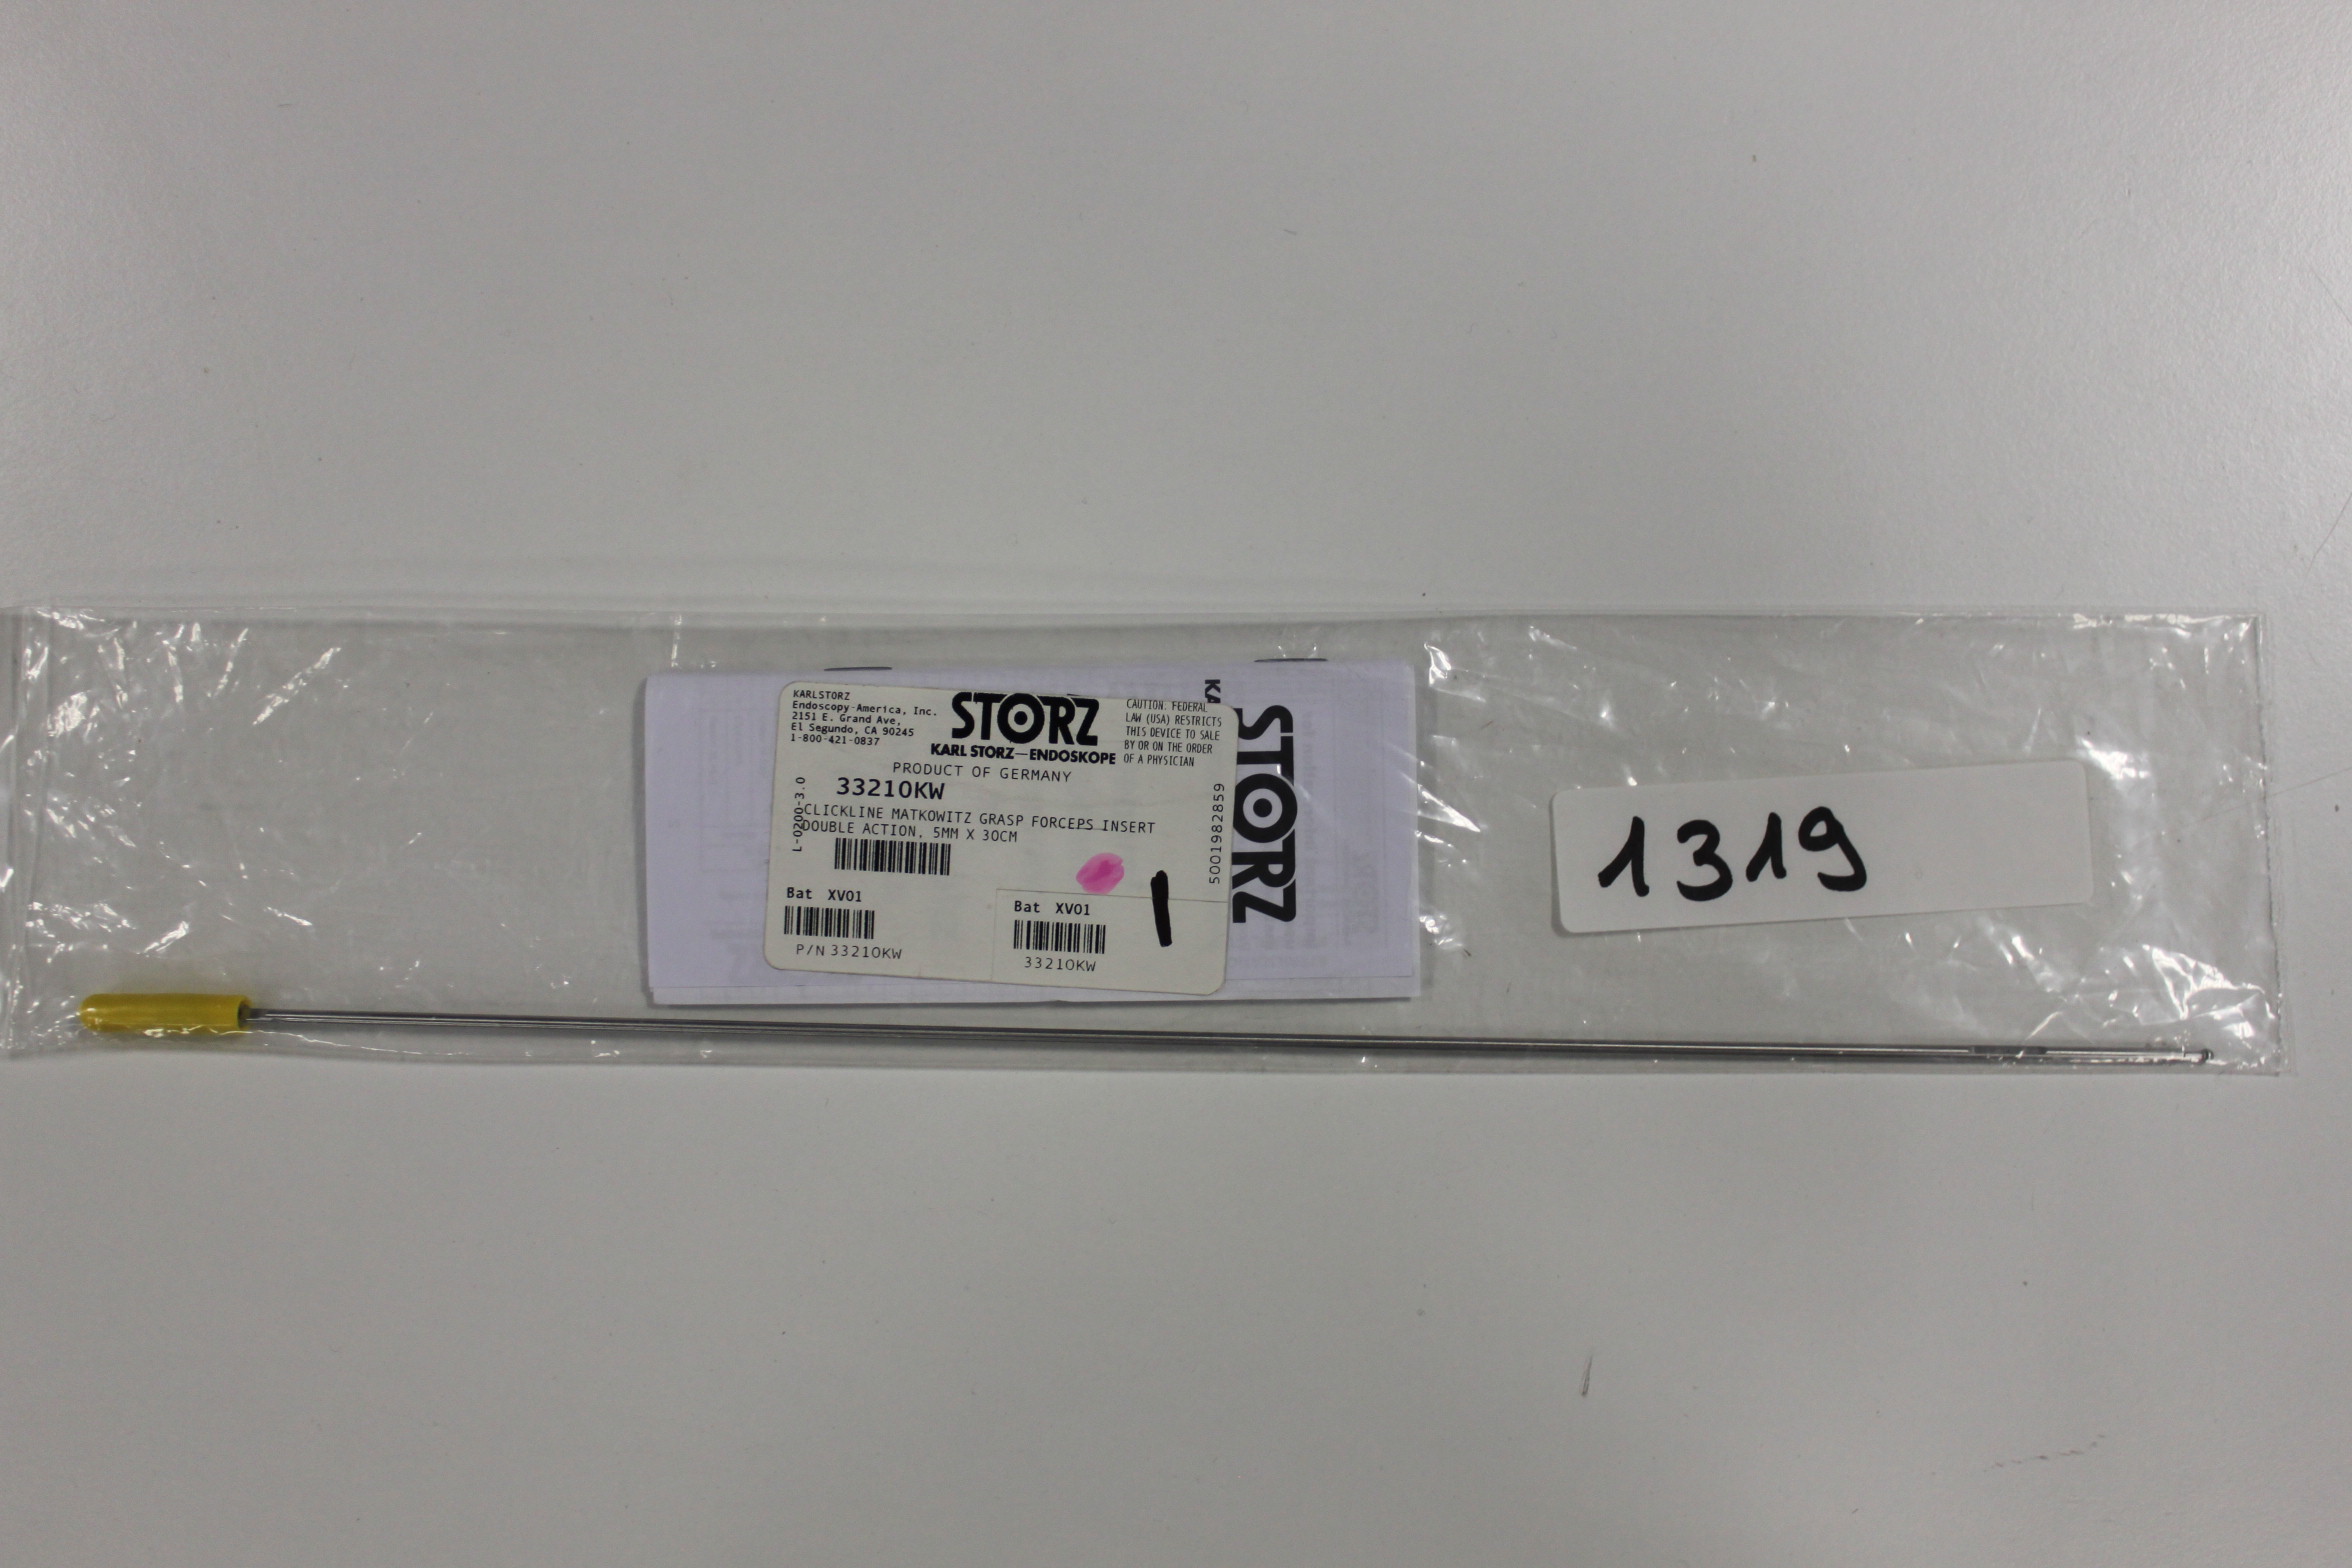 KARLSTORZ
Endoscopy-America, Inc.
2151 E. Grand Ave,
El Segundo, CA 90245
1-800-421-0837
STORZ
KARL STORZ—ENDOSKOPE
CAUTION. FEDERAL
LAW (USA) RESTRICTS
THIS DEVICE TO SALE
BY OR ON THE ORDER
OF A PHYSICIAN
PRODUCT OF GERMANY
33210KW
CLICKLINE MATKOWITZ GRASP FORCEPS INSERT
DOUBLE ACTION, 5MM X 30CM
L-0200-3.0
5001982859
Bat XV01
P/N 33210KW
Bat XV01
33210KW
KA
STORZ
1319